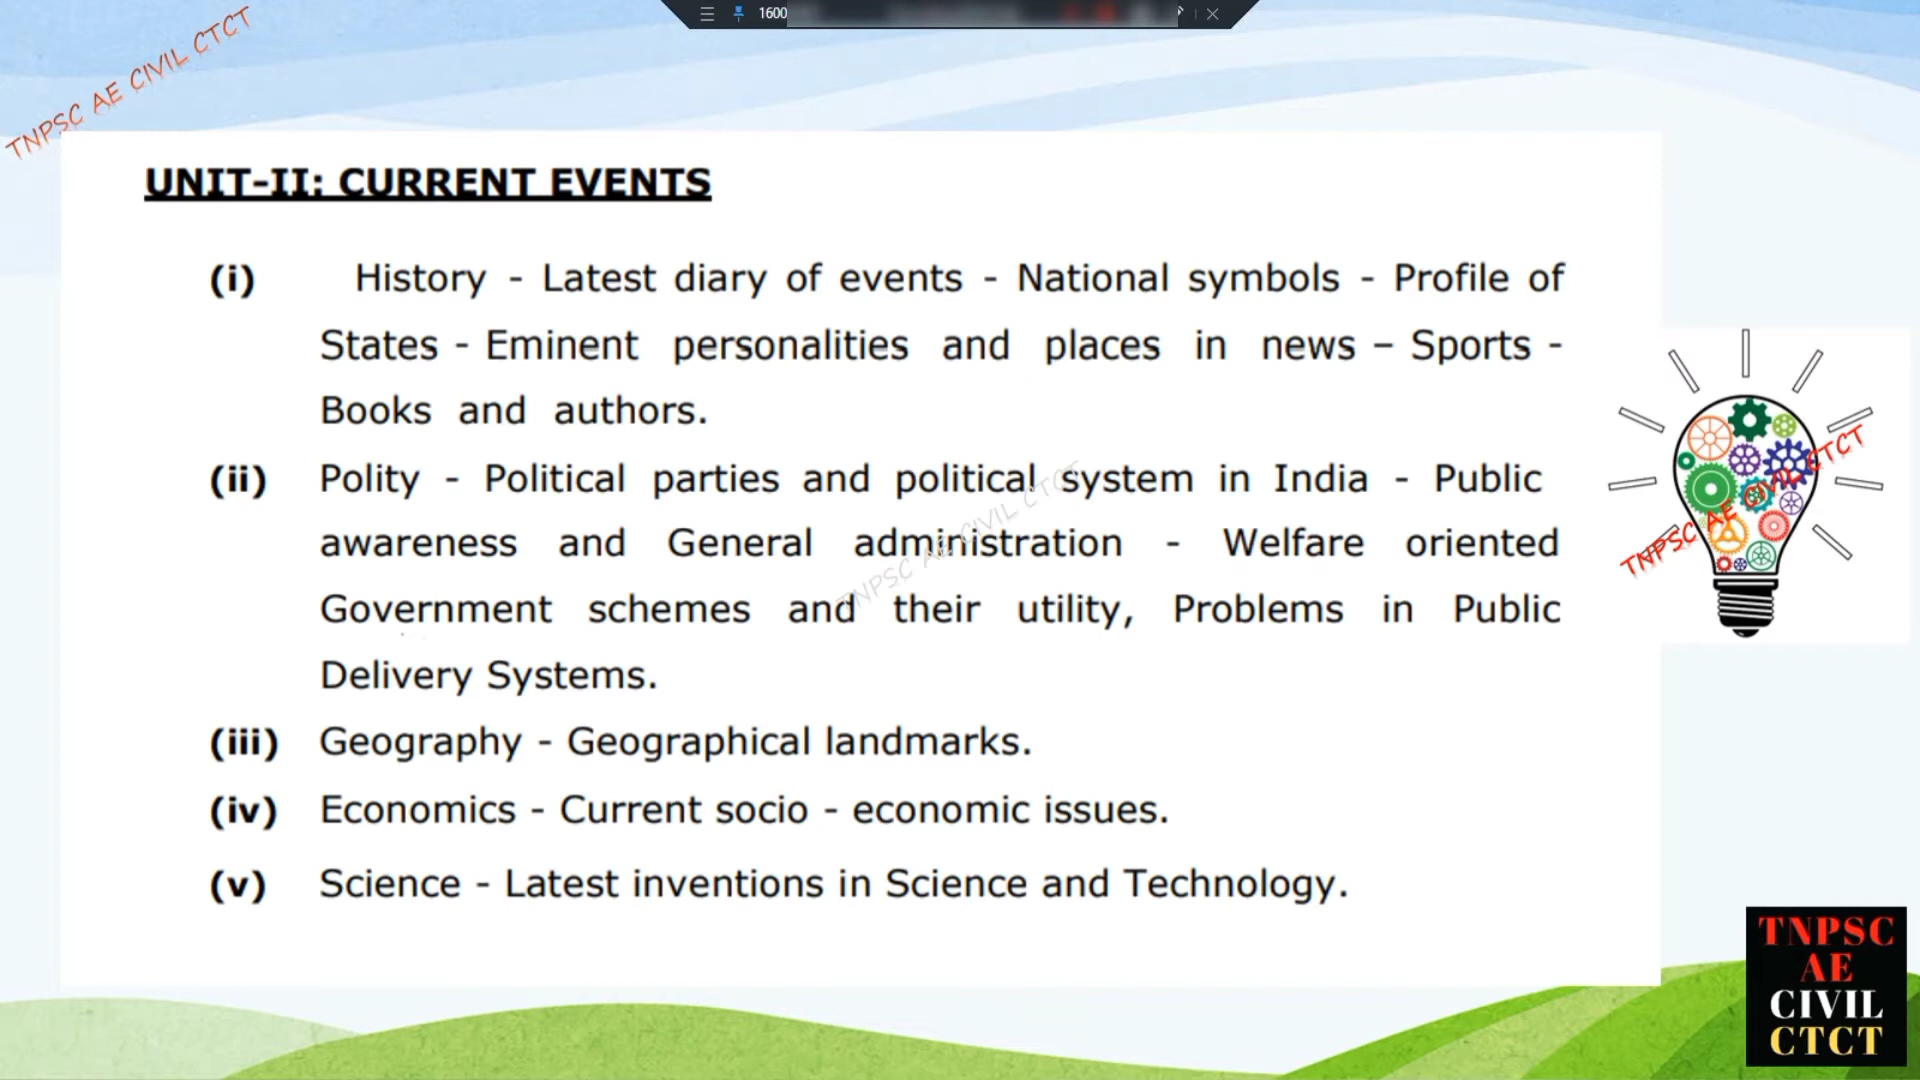 1600
TNPSC AE CIVIL CTCT
UNIT-II: CURRENT EVENTS
(i) History - Latest diary of events - National symbols - Profile of
States - Eminent personalities and places in news – Sports -
Books and authors.
(ii) Polity - Political parties and political system in India - Public
awareness and General administration - Welfare oriented
Government schemes and their utility, Problems in Public
Delivery Systems.
(iii) Geography - Geographical landmarks.
(iv) Economics - Current socio - economic issues.
(v) Science - Latest inventions in Science and Technology.
TNPSC AE CIVIL CTCT
TNPSC AE CIVIL CTCT
TNPSC
AE
CIVIL
CTCT